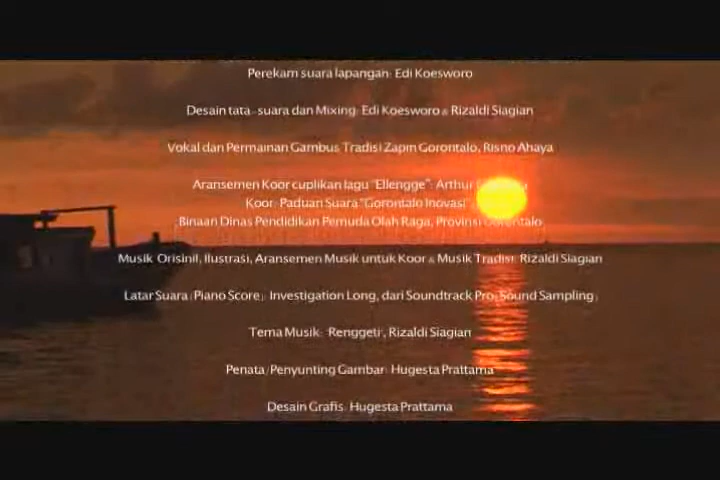 Perekam suara lapangan: Edi Koesworo
Desain tata-suara dan Mixing: Edi Koesworo & Rizaldi Siagian
Vokal dan Permainan Gambus Tradisi Zapin Gorontalo, Risno Ahaya
Aransemen Koor cuplikan lagu "Ellengge": Arthur
Koor: Paduan Suara "Gorontalo Inovasi"
Binaan Dinas Pendidikan Pemuda Olah Raga, Provinsi Gorontalo
Musik Orisinil, Ilustrasi, Aransemen Musik untuk Koor & Musik Tradisi: Rizaldi Siagian
Latar Suara (Piano Score): Investigation Long, dari Soundtrack Pro (Sound Sampling)
Tema Musik: "Renggeti", Rizaldi Siagian
Penata/Penyunting Gambar: Hugesta Prattama
Desain Grafis: Hugesta Prattama